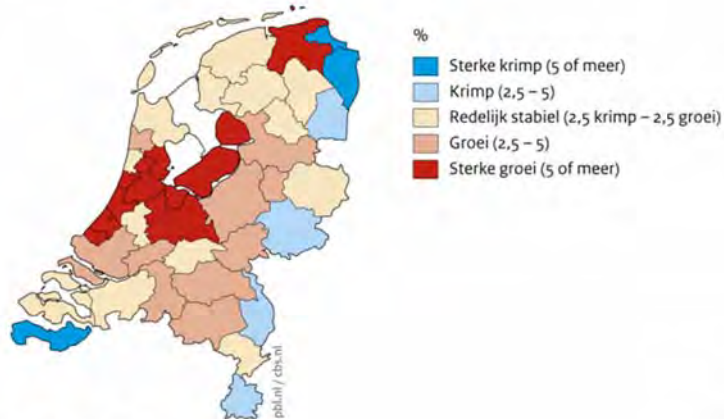 %
Sterke krimp (5 of meer)
Krimp (2,5 – 5)
Redelijk stabiel (2,5 krimp – 2,5 groei)
Groei (2,5 – 5)
Sterke groei (5 of meer)
pbl.nl / cbs.nl